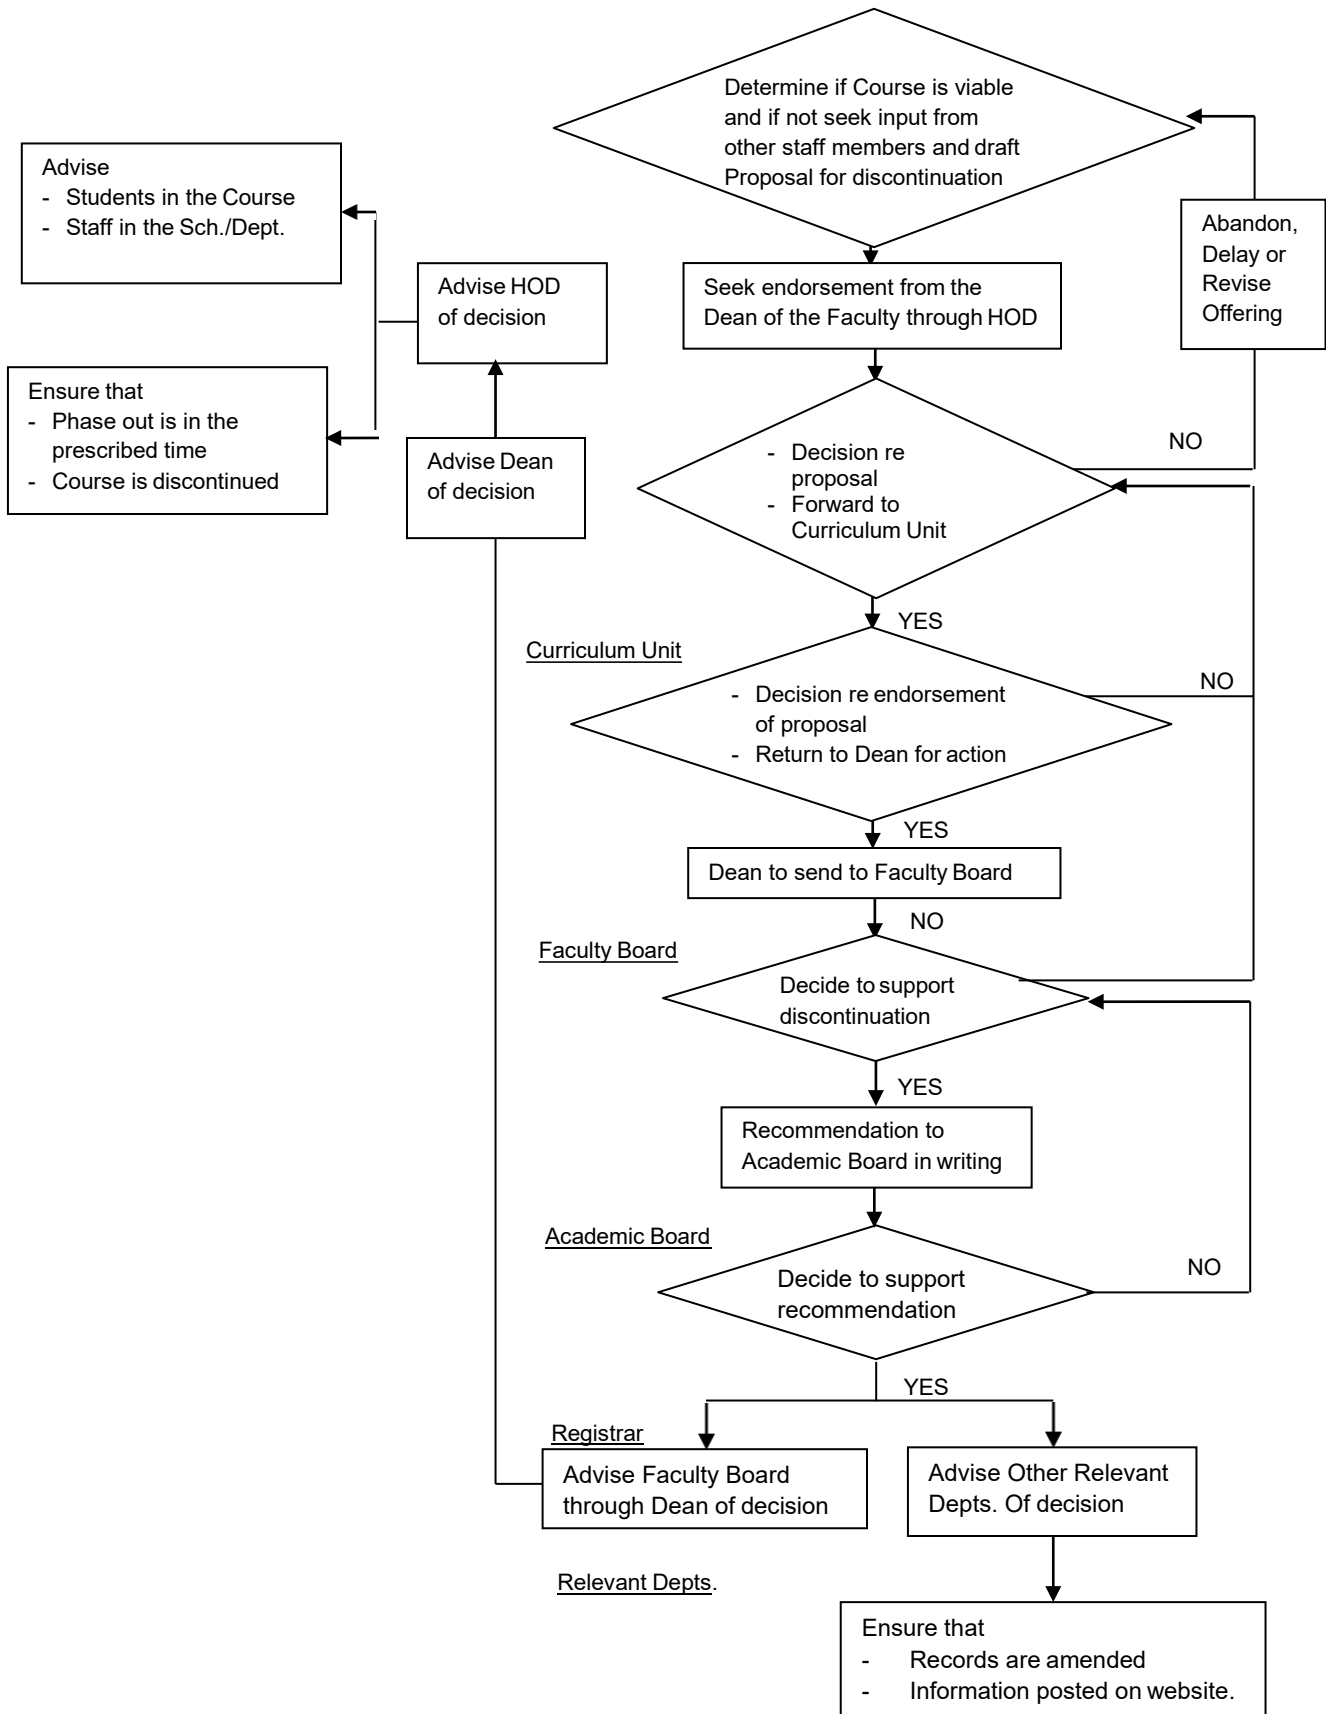 Determine if Course is viable
and if not seek input from
other staff members and draft
Proposal for discontinuation
Abandon,
Delay or
Revise
Offering
Seek endorsement from the
Dean of the Faculty through HOD
Advise
- Students in the Course
- Staff in the Sch./Dept.
Advise HOD
of decision
Ensure that
- Phase out is in the
prescribed time
- Course is discontinued
Advise Dean
of decision
- Decision re
proposal
- Forward to
Curriculum Unit
NO
YES
Curriculum Unit
- Decision re endorsement
of proposal
- Return to Dean for action
NO
YES
Dean to send to Faculty Board
NO
Faculty Board
Decide to support
discontinuation
YES
Recommendation to
Academic Board in writing
Academic Board
Decide to support
recommendation
NO
YES
Registrar
Advise Faculty Board
through Dean of decision
Advise Other Relevant
Depts. Of decision
Relevant Depts.
Ensure that
- Records are amended
- Information posted on website.